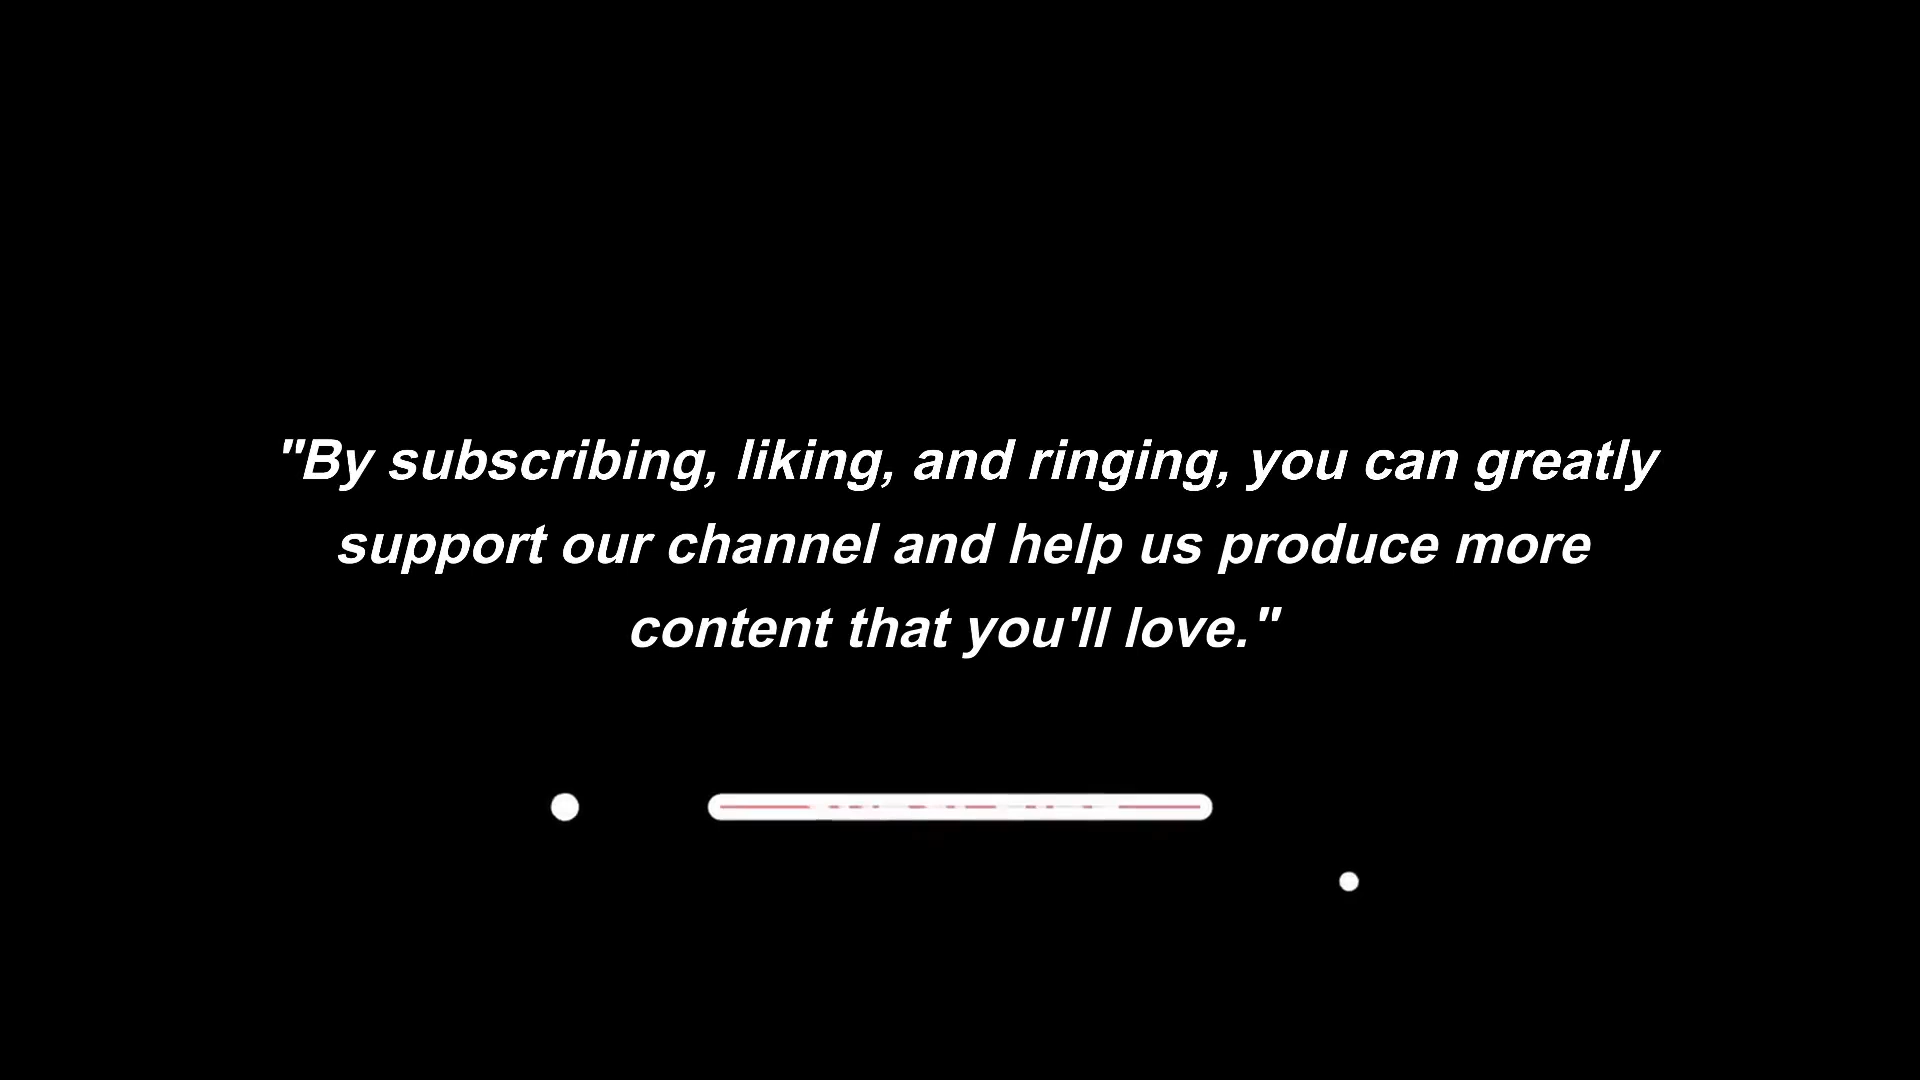 "By subscribing, liking, and ringing, you can greatly
support our channel and help us produce more
content that you'll love."